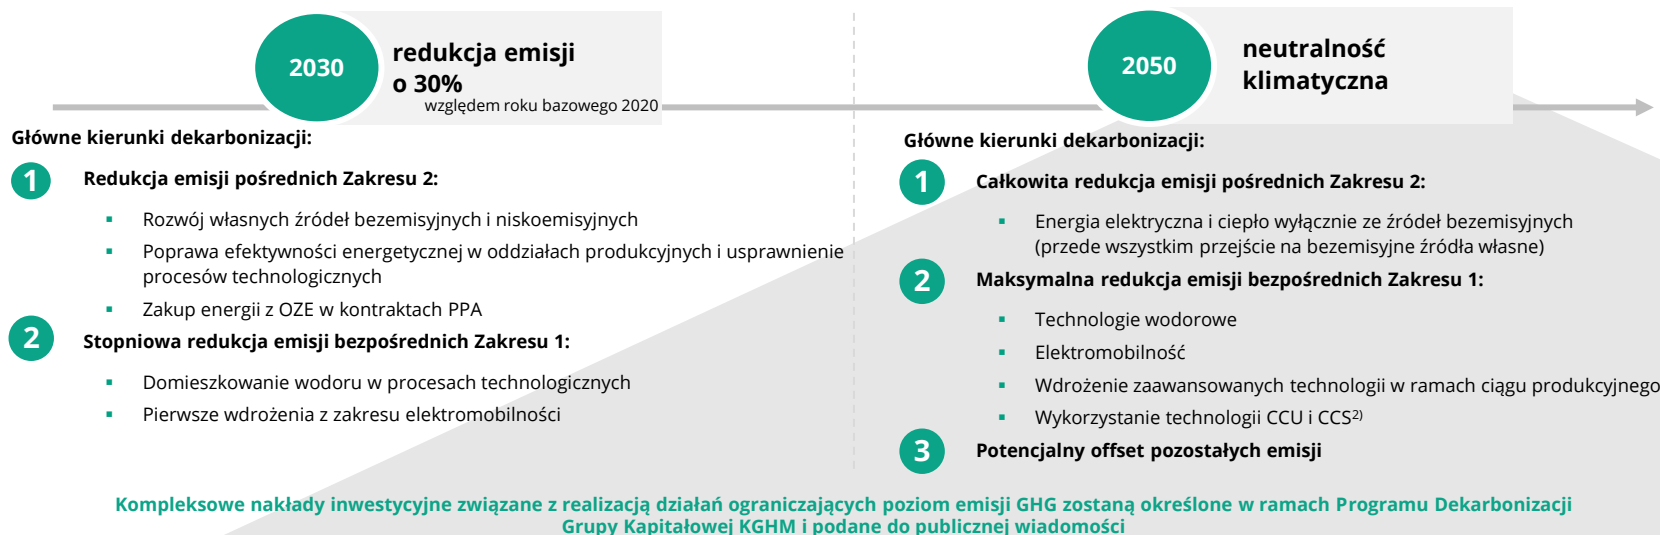 2030
redukcja emisji
o 30%
względem roku bazowego 2020
Główne kierunki dekarbonizacji:
1
Redukcja emisji pośrednich Zakresu 2:
▪ Rozwój własnych źródeł bezemisyjnych i niskoemisyjnych
▪ Poprawa efektywności energetycznej w oddziałach produkcyjnych i usprawnienie
procesów technologicznych
▪ Zakup energii z OZE w kontraktach PPA
2
Stopniowa redukcja emisji bezpośrednich Zakresu 1:
▪ Domieszkowanie wodoru w procesach technologicznych
▪ Pierwsze wdrożenia z zakresu elektromobilności
2050
neutralność
klimatyczna
Główne kierunki dekarbonizacji:
1
Całkowita redukcja emisji pośrednich Zakresu 2:
▪ Energia elektryczna i ciepło wyłącznie ze źródeł bezemisyjnych
(przede wszystkim przejście na bezemisyjne źródła własne)
2
Maksymalna redukcja emisji bezpośrednich Zakresu 1:
▪ Technologie wodorowe
▪ Elektromobilność
▪ Wdrożenie zaawansowanych technologii w ramach ciągu produkcyjnego
▪ Wykorzystanie technologii CCU i CCS2)
3
Potencjalny offset pozostałych emisji
Kompleksowe nakłady inwestycyjne związane z realizacją działań ograniczających poziom emisji GHG zostaną określone w ramach Programu Dekarbonizacji
Grupy Kapitałowej KGHM i podane do publicznej wiadomości